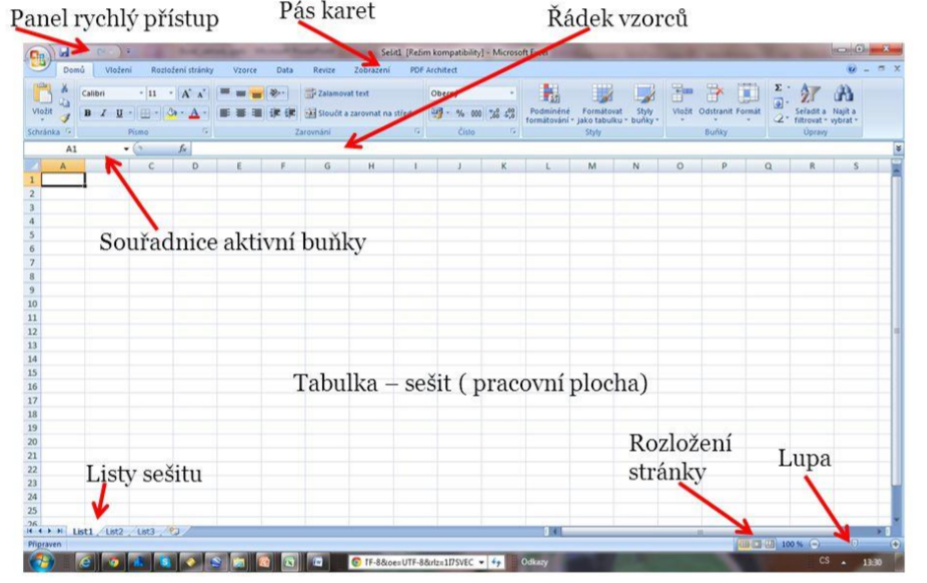 Panel rychlý přístup
Pás karet
Řádek vzorců
Sešit1 [Režim kompatibility] - Microsoft Excel
Domů Vložení Rozložení stránky Vzorce Data Revize Zobrazení PDF Architect
Calibri 11 A A Zalamovat text Obecný Σ
Vložit B I U A Sloučit a zarovnat na střed % 000 Podmíněné formátování Formátovat jako tabulku Styly buňky Vložit Odstranit Formát Seřadit a filtrovat Najít a vybrat
Schránka Písmo Zarovnání Číslo Styly Buňky Úpravy
A1 fx
A C D E F G H I J K L M N O P Q R S
1
2
3
4
5
Souřadnice aktivní buňky
6
7
8
9
10
11
12
13
14
15
Tabulka – sešit ( pracovní plocha)
16
17
18
19
20
Rozložení
stránky
Lupa
21
22
Listy sešitu
23
24
25
26
List1 List2 List3
Připraven 100 %
TF-8&oe=UTF-8&rlz=1I7SVEC Odkazy CS 13:30